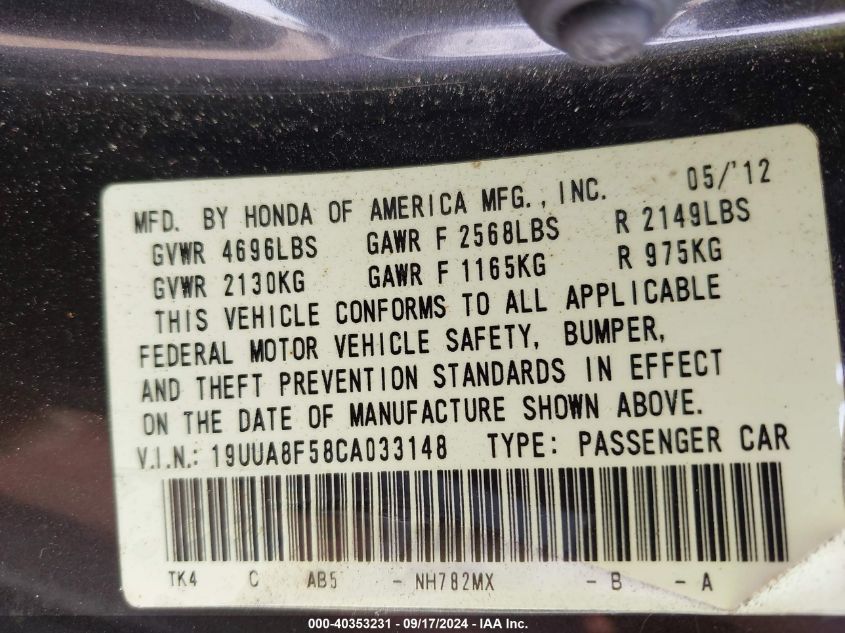 MFD. BY HONDA OF AMERICA MFG., INC. 05/'12
GVWR 4696LBS GAWR F 2568LBS R 2149LBS
GVWR 2130KG GAWR F 1165KG R 975KG
THIS VEHICLE CONFORMS TO ALL APPLICABLE
FEDERAL MOTOR VEHICLE SAFETY, BUMPER,
AND THEFT PREVENTION STANDARDS IN EFFECT
ON THE DATE OF MANUFACTURE SHOWN ABOVE.
V.I.N.: 19UUA8F58CA033148 TYPE: PASSENGER CAR
TK4 C AB5 - NH782MX - B - A
000-40353231 - 09/17/2024 - IAA Inc.